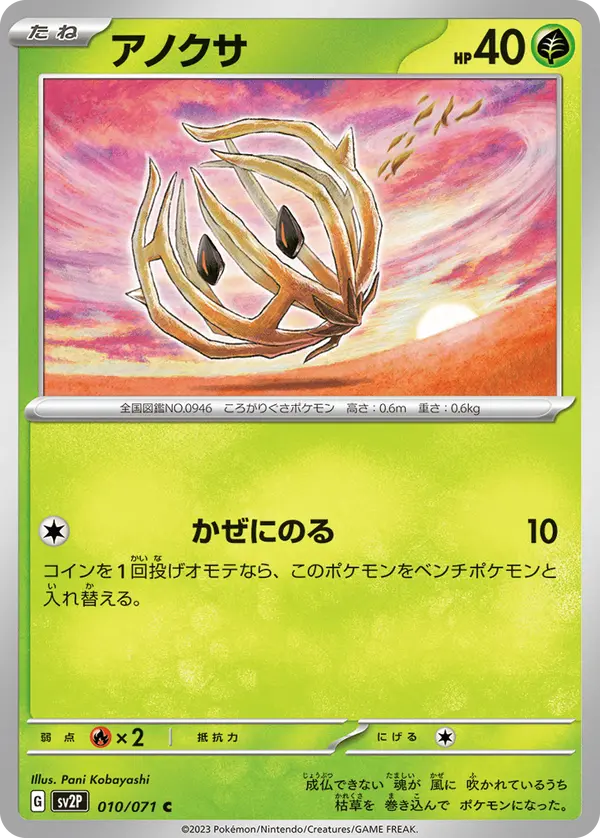 たね アノクサ HP40
全国図鑑NO.0946 ころがりぐさポケモン 高さ:0.6m 重さ:0.6kg
かぜにのる 10
コインを1回投げオモテなら、このポケモンをベンチポケモンと
入れ替える。
弱点 ×2 抵抗力 にげる
Illus. Pani Kobayashi
G sv2P 010/071 C
成仏できない 魂が 風に 吹かれているうち
枯草を 巻き込んで ポケモンになった。
©2023 Pokémon/Nintendo/Creatures/GAME FREAK.